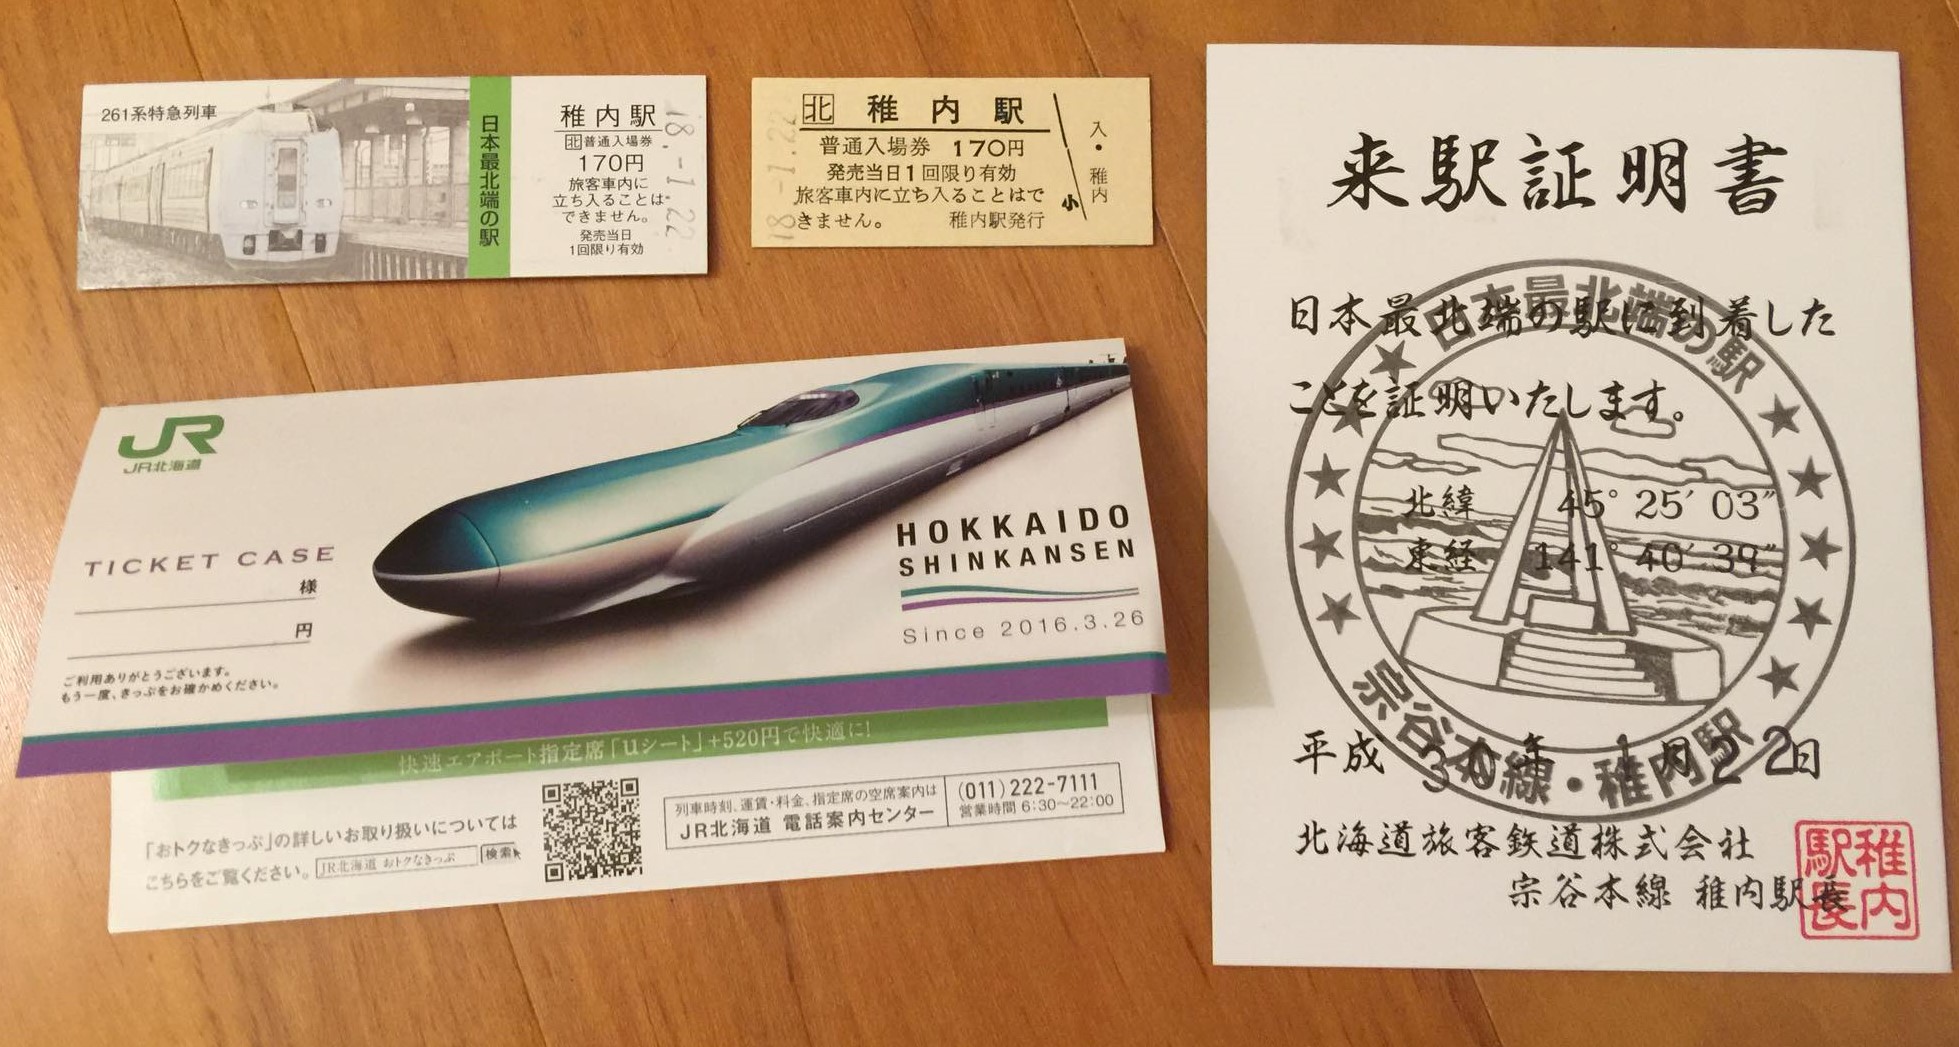 261系特急列車
日本最北端の駅
稚内駅
北 普通入場券
170円
旅客車内に
立ち入ることは
できません。
発売当日
1回限り有効
18.-1.22
北 稚内駅
普通入場券 170円
発売当日1回限り有効
旅客車内に立ち入ることはで
きません。 稚内駅発行
入・稚内
小
18.-1.22
JR
JR北海道
TICKET CASE
様
円
ご利用ありがとうございます。
もう一度、きっぷをお確かめください。
HOKKAIDO
SHINKANSEN
Since 2016.3.26
快速エアポート指定席「uシート」+520円で快適に!
「おトクなきっぷ」の詳しいお取り扱いについては
こちらをご覧ください。 JR北海道 おトクなきっぷ 検索
列車時刻、運賃・料金、指定席の空席案内は
JR北海道 電話案内センター
(011)222-7111
営業時間 6:30〜22:00
来駅証明書
日本最北端の駅に到着した
ことを証明いたします。
北緯 45° 25′ 03″
東経 141° 40′ 39″
平成 30年 1月22日
北海道旅客鉄道株式会社
宗谷本線 稚内駅長
日本最北端の駅
宗谷本線・稚内駅
稚内駅長